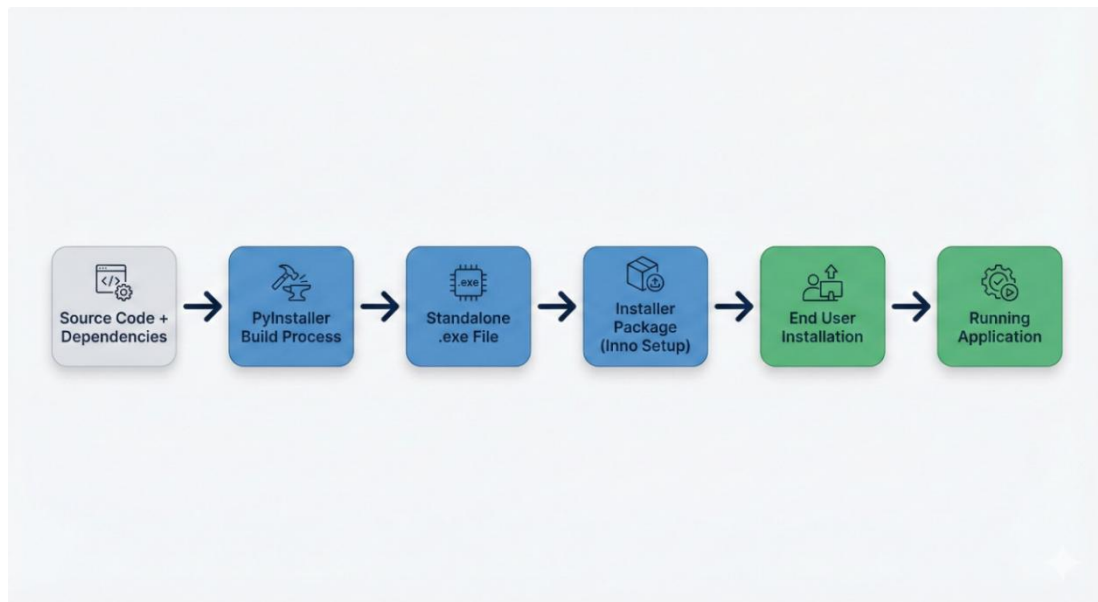 Source Code +
Dependencies
PyInstaller
Build Process
.exe
Standalone
.exe File
Installer
Package
(Inno Setup)
End User
Installation
Running
Application